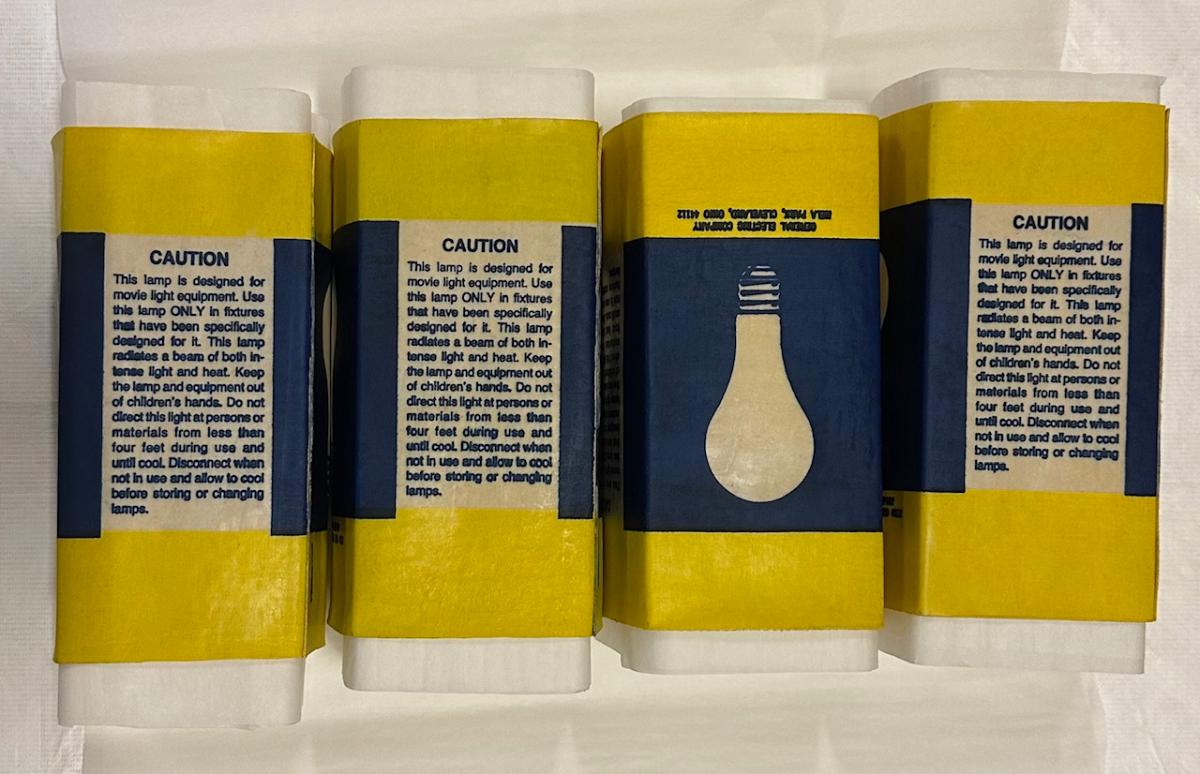 CAUTION
This lamp is designed for
movie light equipment. Use
this lamp ONLY in fixtures
that have been specifically
designed for it. This lamp
radiates a beam of both in-
tense light and heat. Keep
the lamp and equipment out
of children's hands. Do not
direct this light at persons or
materials from less than
four feet during use and
until cool. Disconnect when
not in use and allow to cool
before storing or changing
lamps.
CAUTION
This lamp is designed for
movie light equipment. Use
this lamp ONLY in fixtures
that have been specifically
designed for it. This lamp
radiates a beam of both in-
tense light and heat. Keep
the lamp and equipment out
of children's hands. Do not
direct this light at persons or
materials from less than
four feet during use and
until cool. Disconnect when
not in use and allow to cool
before storing or changing
lamps.
GENERAL ELECTRIC COMPANY
NELA PARK, CLEVELAND, OHIO 44112
CAUTION
This lamp is designed for
movie light equipment. Use
this lamp ONLY in fixtures
that have been specifically
designed for it. This lamp
radiates a beam of both in-
tense light and heat. Keep
the lamp and equipment out
of children's hands. Do not
direct this light at persons or
materials from less than
four feet during use and
until cool. Disconnect when
not in use and allow to cool
before storing or changing
lamps.